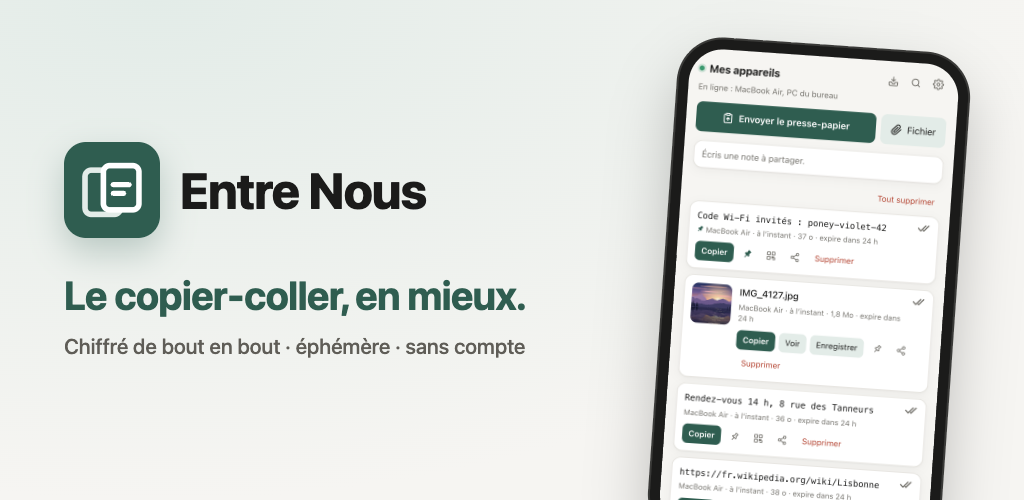 Entre Nous
Le copier-coller, en mieux.
Chiffré de bout en bout · éphémère · sans compte
Mes appareils
En ligne : MacBook Air, PC du bureau
Envoyer le presse-papier
Fichier
Écris une note à partager.
Tout supprimer
Code Wi-Fi invités : poney-violet-42
MacBook Air · à l'instant · 37 o · expire dans 24 h
Copier
Supprimer
IMG_4127.jpg
MacBook Air · à l'instant · 1,8 Mo · expire dans
24 h
Copier Voir Enregistrer
Supprimer
Rendez-vous 14 h, 8 rue des Tanneurs
MacBook Air · à l'instant · 36 o · expire dans 24 h
Copier
Supprimer
https://fr.wikipedia.org/wiki/Lisbonne
MacBook Air · à l'instant · 38 o · expire dans 24 h